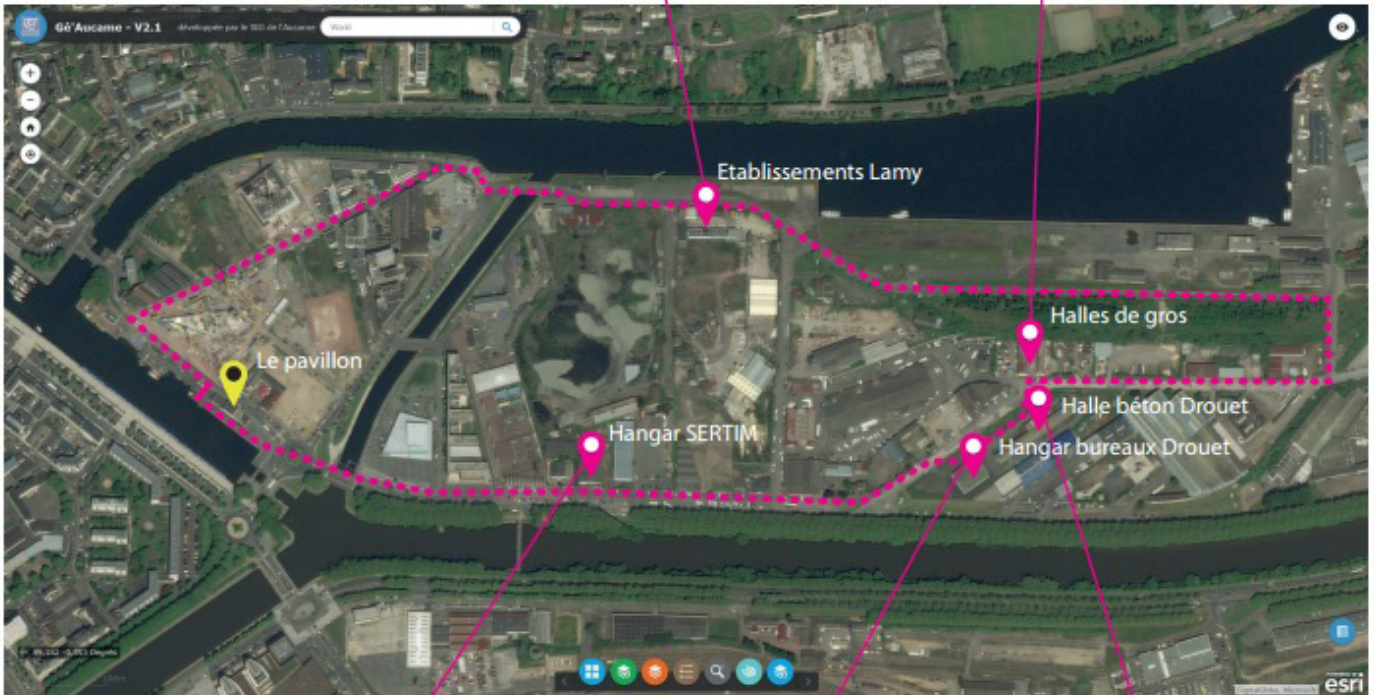 Gé'Aucame - V2.1
développée par le SIG de l'Aucame
Etablissements Lamy
Halles de gros
Le pavillon
Halle béton Drouet
Hangar SERTIM
Hangar bureaux Drouet
esri